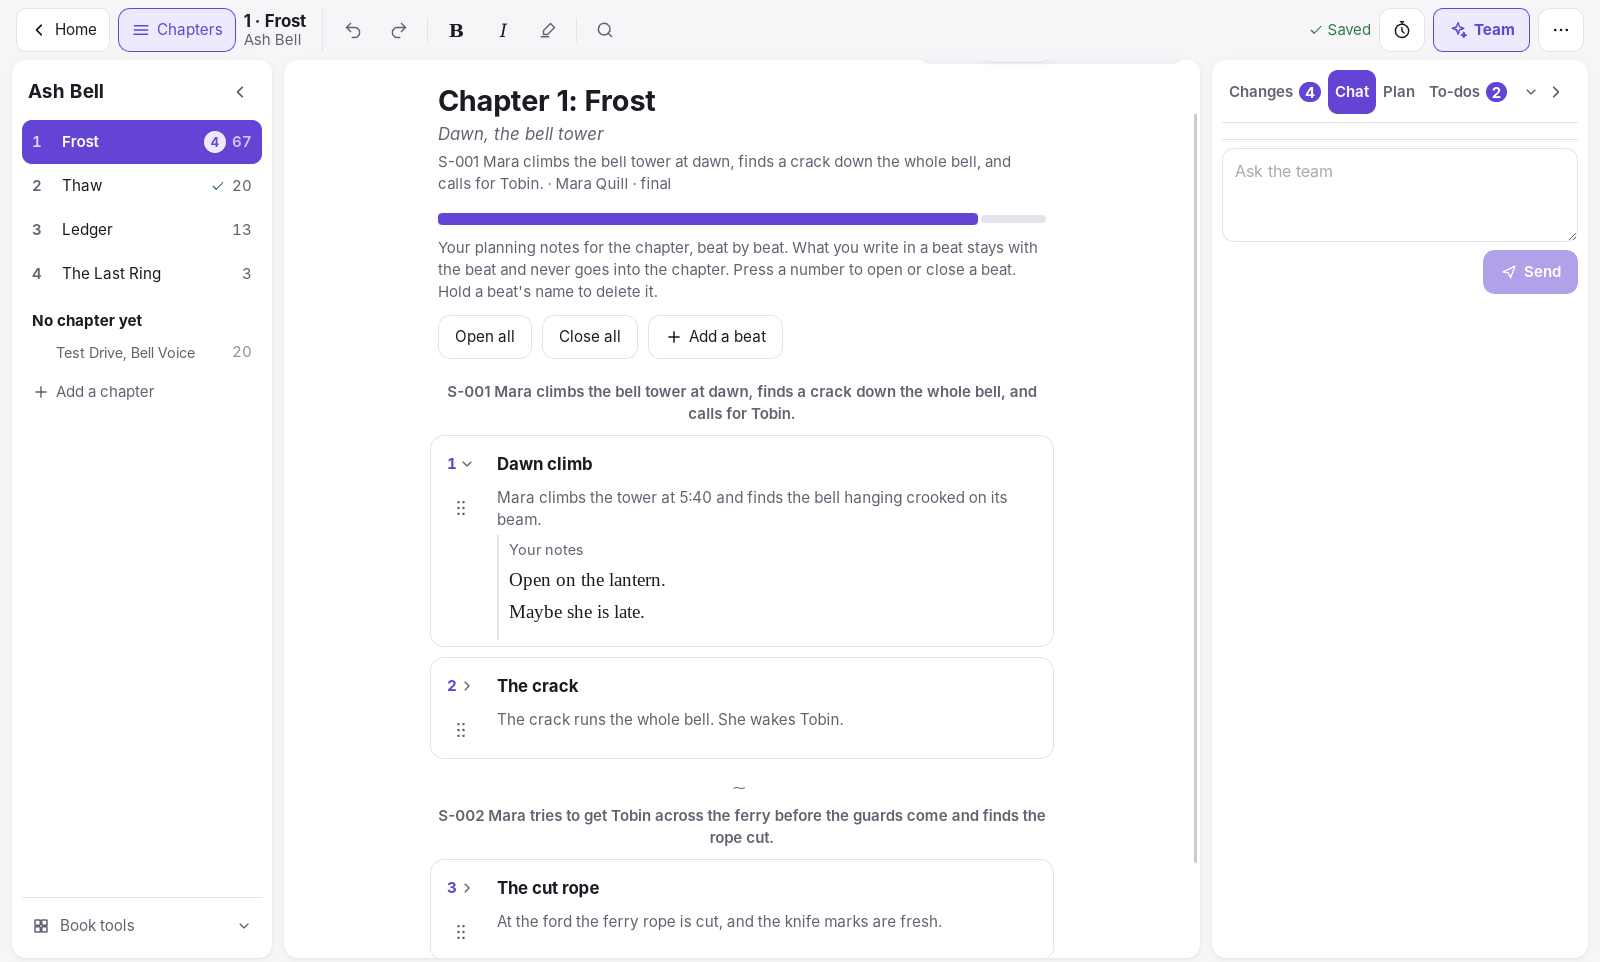 Home
Chapters
1 · Frost
Ash Bell
B
I
Saved
Team
Ash Bell
1 Frost 4 67
2 Thaw 20
3 Ledger 13
4 The Last Ring 3
No chapter yet
Test Drive, Bell Voice 20
Add a chapter
Book tools
Chapter 1: Frost
Dawn, the bell tower
S-001 Mara climbs the bell tower at dawn, finds a crack down the whole bell, and
calls for Tobin. · Mara Quill · final
Your planning notes for the chapter, beat by beat. What you write in a beat stays with
the beat and never goes into the chapter. Press a number to open or close a beat.
Hold a beat's name to delete it.
Open all
Close all
Add a beat
S-001 Mara climbs the bell tower at dawn, finds a crack down the whole bell, and
calls for Tobin.
1 Dawn climb
Mara climbs the tower at 5:40 and finds the bell hanging crooked on its
beam.
Your notes
Open on the lantern.
Maybe she is late.
2 The crack
The crack runs the whole bell. She wakes Tobin.
~
S-002 Mara tries to get Tobin across the ferry before the guards come and finds the
rope cut.
3 The cut rope
At the ford the ferry rope is cut, and the knife marks are fresh.
Changes 4
Chat
Plan
To-dos 2
Ask the team
Send